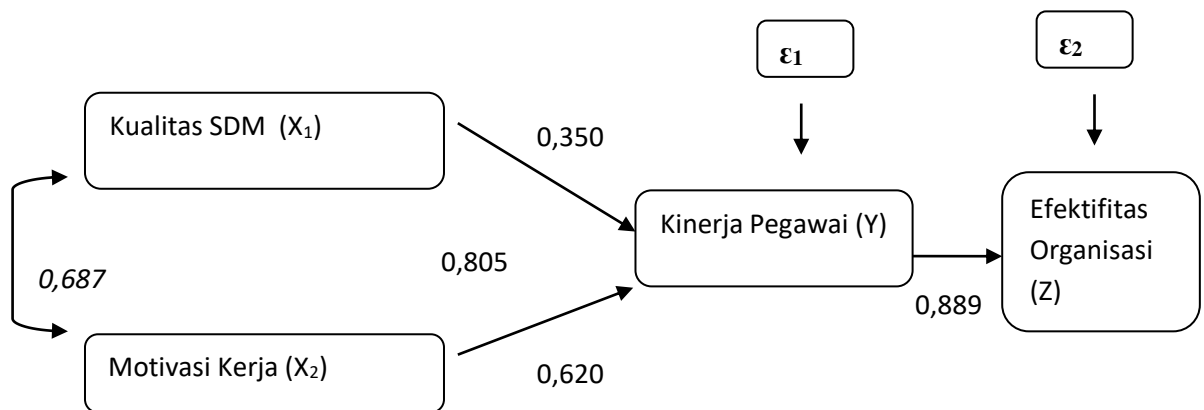 ε1
ε2
Kualitas SDM (X1)
0,350
Kinerja Pegawai (Y)
Efektifitas
Organisasi
(Z)
0,805
0,687
0,889
Motivasi Kerja (X2)
0,620